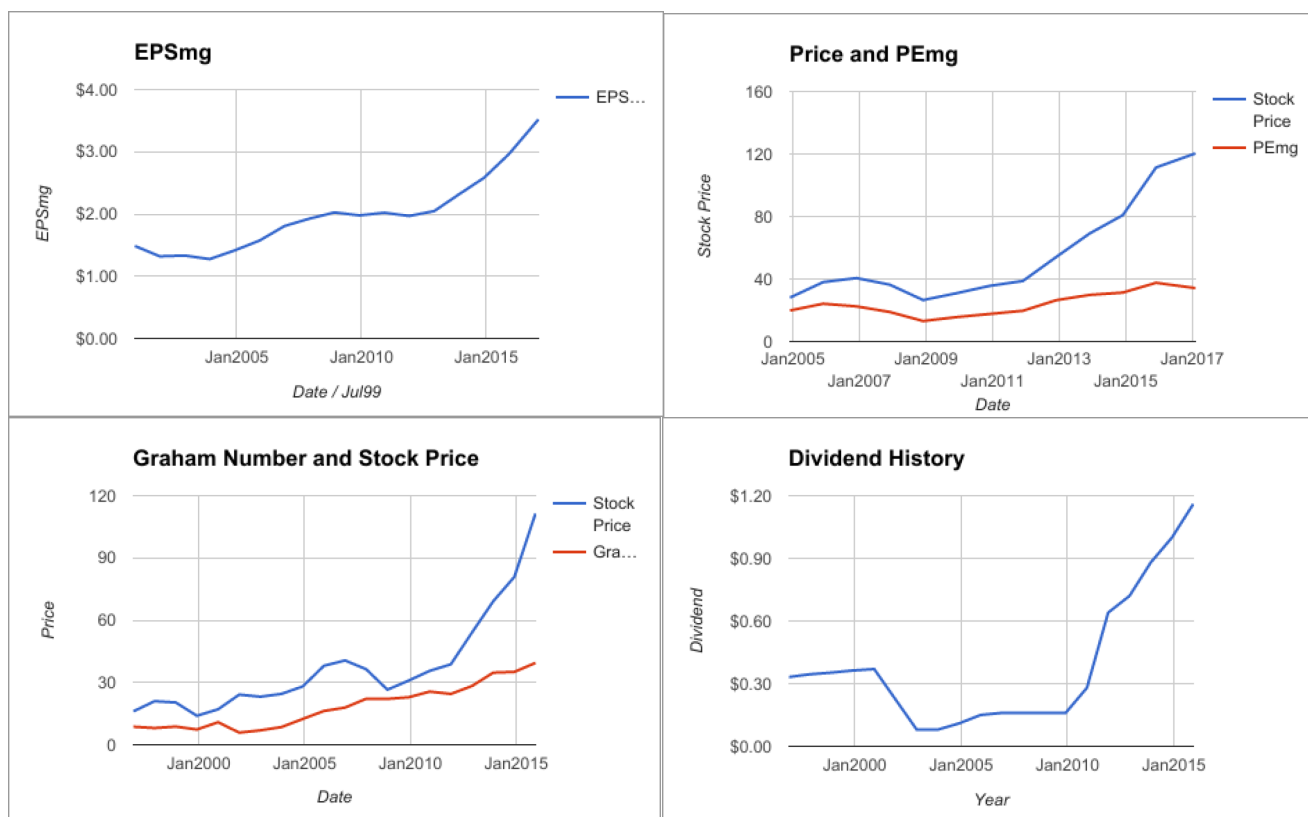 EPSmg
$4.00
$3.00
$2.00
$1.00
$0.00
EPSmg
Jan2005
Jan2010
Jan2015
Date / Jul99
EPS…
Price and PEmg
160
120
80
40
0
Stock Price
Jan2005
Jan2009
Jan2013
Jan2017
Jan2007
Jan2011
Jan2015
Date
Stock
Price
PEmg
Graham Number and Stock Price
120
90
60
30
0
Price
Jan2000
Jan2005
Jan2010
Jan2015
Date
Stock
Price
Gra…
Dividend History
$1.20
$0.90
$0.60
$0.30
$0.00
Dividend
Jan2000
Jan2005
Jan2010
Jan2015
Year